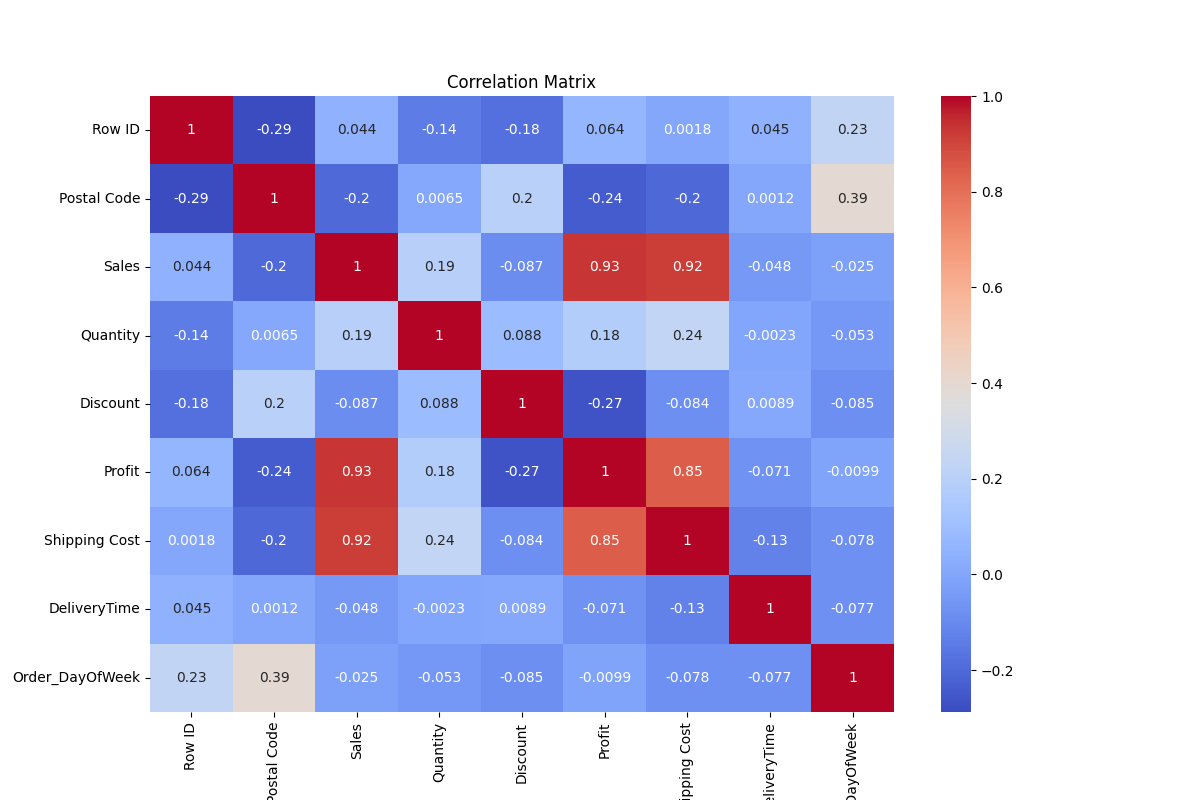 Correlation Matrix
Row ID 1 -0.29 0.044 -0.14 -0.18 0.064 0.0018 0.045 0.23
Postal Code -0.29 1 -0.2 0.0065 0.2 -0.24 -0.2 0.0012 0.39
Sales 0.044 -0.2 1 0.19 -0.087 0.93 0.92 -0.048 -0.025
Quantity -0.14 0.0065 0.19 1 0.088 0.18 0.24 -0.0023 -0.053
Discount -0.18 0.2 -0.087 0.088 1 -0.27 -0.084 0.0089 -0.085
Profit 0.064 -0.24 0.93 0.18 -0.27 1 0.85 -0.071 -0.0099
Shipping Cost 0.0018 -0.2 0.92 0.24 -0.084 0.85 1 -0.13 -0.078
DeliveryTime 0.045 0.0012 -0.048 -0.0023 0.0089 -0.071 -0.13 1 -0.077
Order_DayOfWeek 0.23 0.39 -0.025 -0.053 -0.085 -0.0099 -0.078 -0.077 1
Row ID Postal Code Sales Quantity Discount Profit ipping Cost eliveryTime DayOfWeek
1.0
0.8
0.6
0.4
0.2
0.0
−0.2